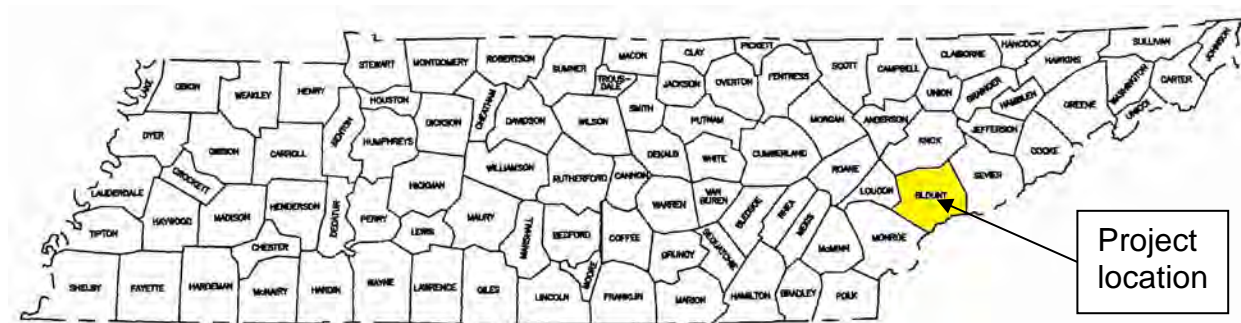 LAKE
OBION
WEAKLEY
HENRY
STEWART
MONTGOMERY
ROBERTSON
SUMNER
MACON
TROUS-
DALE
CLAY
PICKETT
JACKSON
OVERTON
FENTRESS
SCOTT
CAMPBELL
CLAIBORNE
HANCOCK
HAWKINS
SULLIVAN
JOHNSON
CARTER
WASHINGTON
UNICOI
GREENE
HAMBLEN
GRAINGER
UNION
ANDERSON
MORGAN
KNOX
JEFFERSON
COCKE
SEVIER
HOUSTON
DICKSON
CHEATHAM
DAVIDSON
WILSON
SMITH
PUTNAM
DEKALB
WHITE
CUMBERLAND
ROANE
LOUDON
BLOUNT
MONROE
DYER
GIBSON
CARROLL
BENTON
HUMPHREYS
HICKMAN
WILLIAMSON
RUTHERFORD
CANNON
WARREN
VAN
BUREN
BLEDSOE
RHEA
MEIGS
McMINN
LAUDERDALE
CROCKETT
HAYWOOD
MADISON
HENDERSON
DECATUR
PERRY
LEWIS
MAURY
MARSHALL
BEDFORD
COFFEE
GRUNDY
SEQUATCHIE
TIPTON
CHESTER
MOORE
SHELBY
FAYETTE
HARDEMAN
McNAIRY
HARDIN
WAYNE
LAWRENCE
GILES
LINCOLN
FRANKLIN
MARION
HAMILTON
BRADLEY
POLK
Project
location